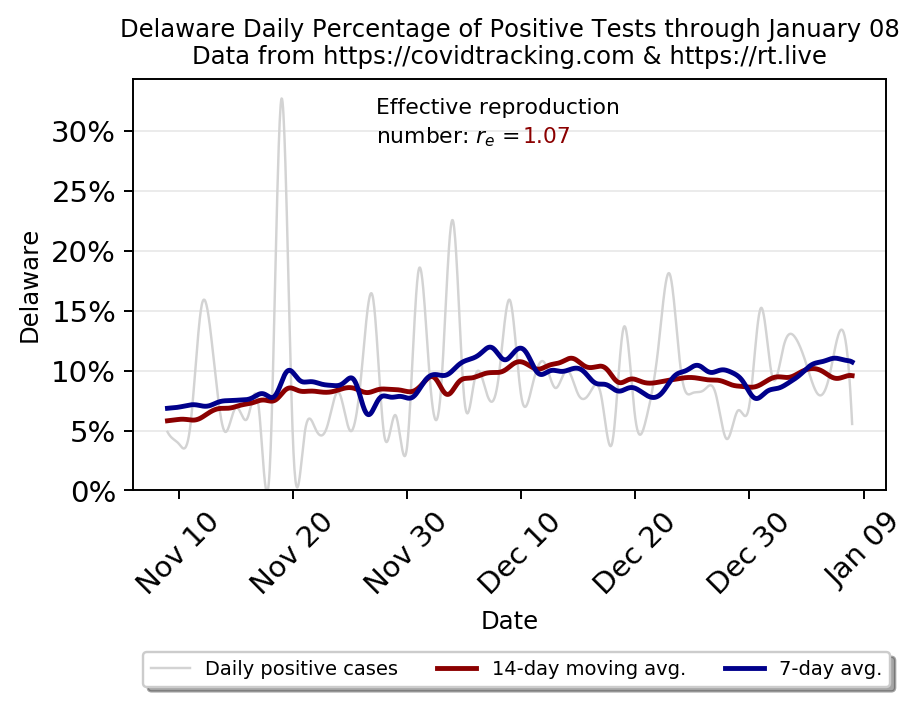 Delaware Daily Percentage of Positive Tests through January 08
Data from https://covidtracking.com & https://rt.live
Effective reproduction
number: rₑ =1.07
30%
25%
20%
15%
10%
5%
0%
Delaware
Nov 10
Nov 20
Nov 30
Dec 10
Dec 20
Dec 30
Jan 09
Date
Daily positive cases
14-day moving avg.
7-day avg.